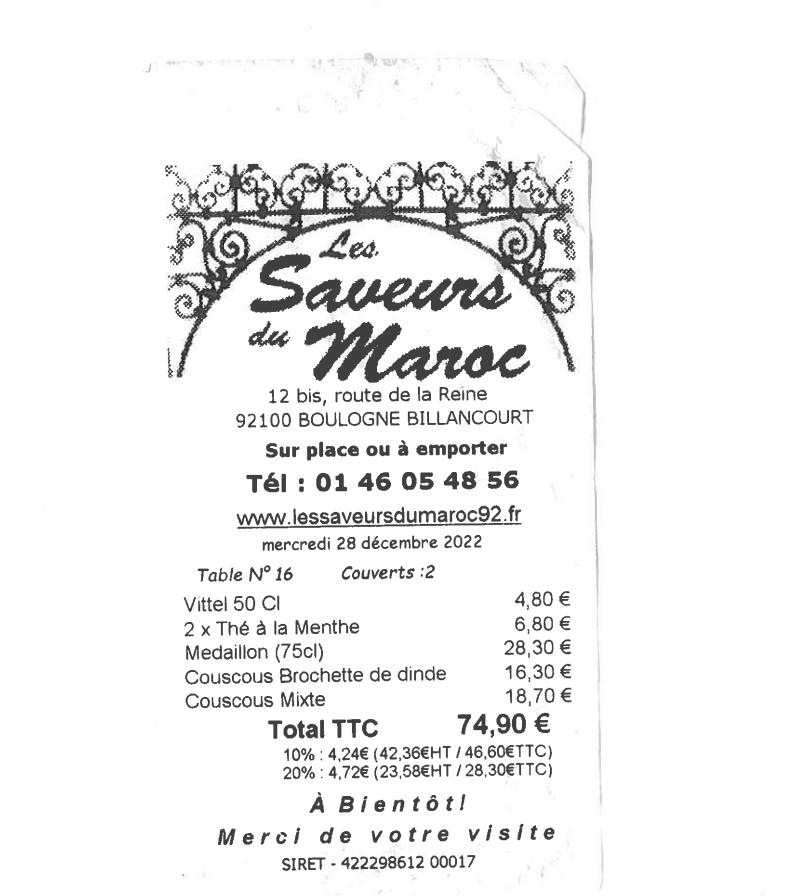 Les
Saveurs
du Maroc
12 bis, route de la Reine
92100 BOULOGNE BILLANCOURT
Sur place ou à emporter
Tél : 01 46 05 48 56
www.lessaveursdumaroc92.fr
mercredi 28 décembre 2022
Table N° 16 Couverts :2
Vittel 50 Cl 4,80 €
2 x Thé à la Menthe 6,80 €
Medaillon (75cl) 28,30 €
Couscous Brochette de dinde 16,30 €
Couscous Mixte 18,70 €
Total TTC 74,90 €
10% : 4,24€ (42,36€HT / 46,60€TTC)
20% : 4,72€ (23,58€HT / 28,30€TTC)
À Bientôt!
Merci de votre visite
SIRET - 422298612 00017